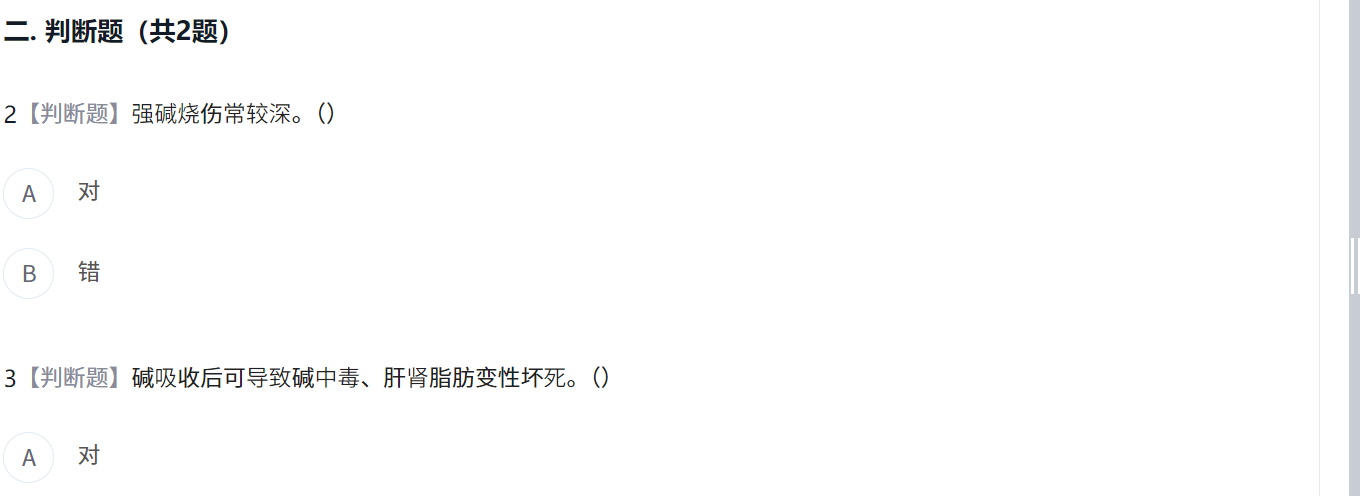 二. 判断题（共2题）
2【判断题】强碱烧伤常较深。（）
A 对
B 错
3【判断题】碱吸收后可导致碱中毒、肝肾脂肪变性坏死。（）
A 对